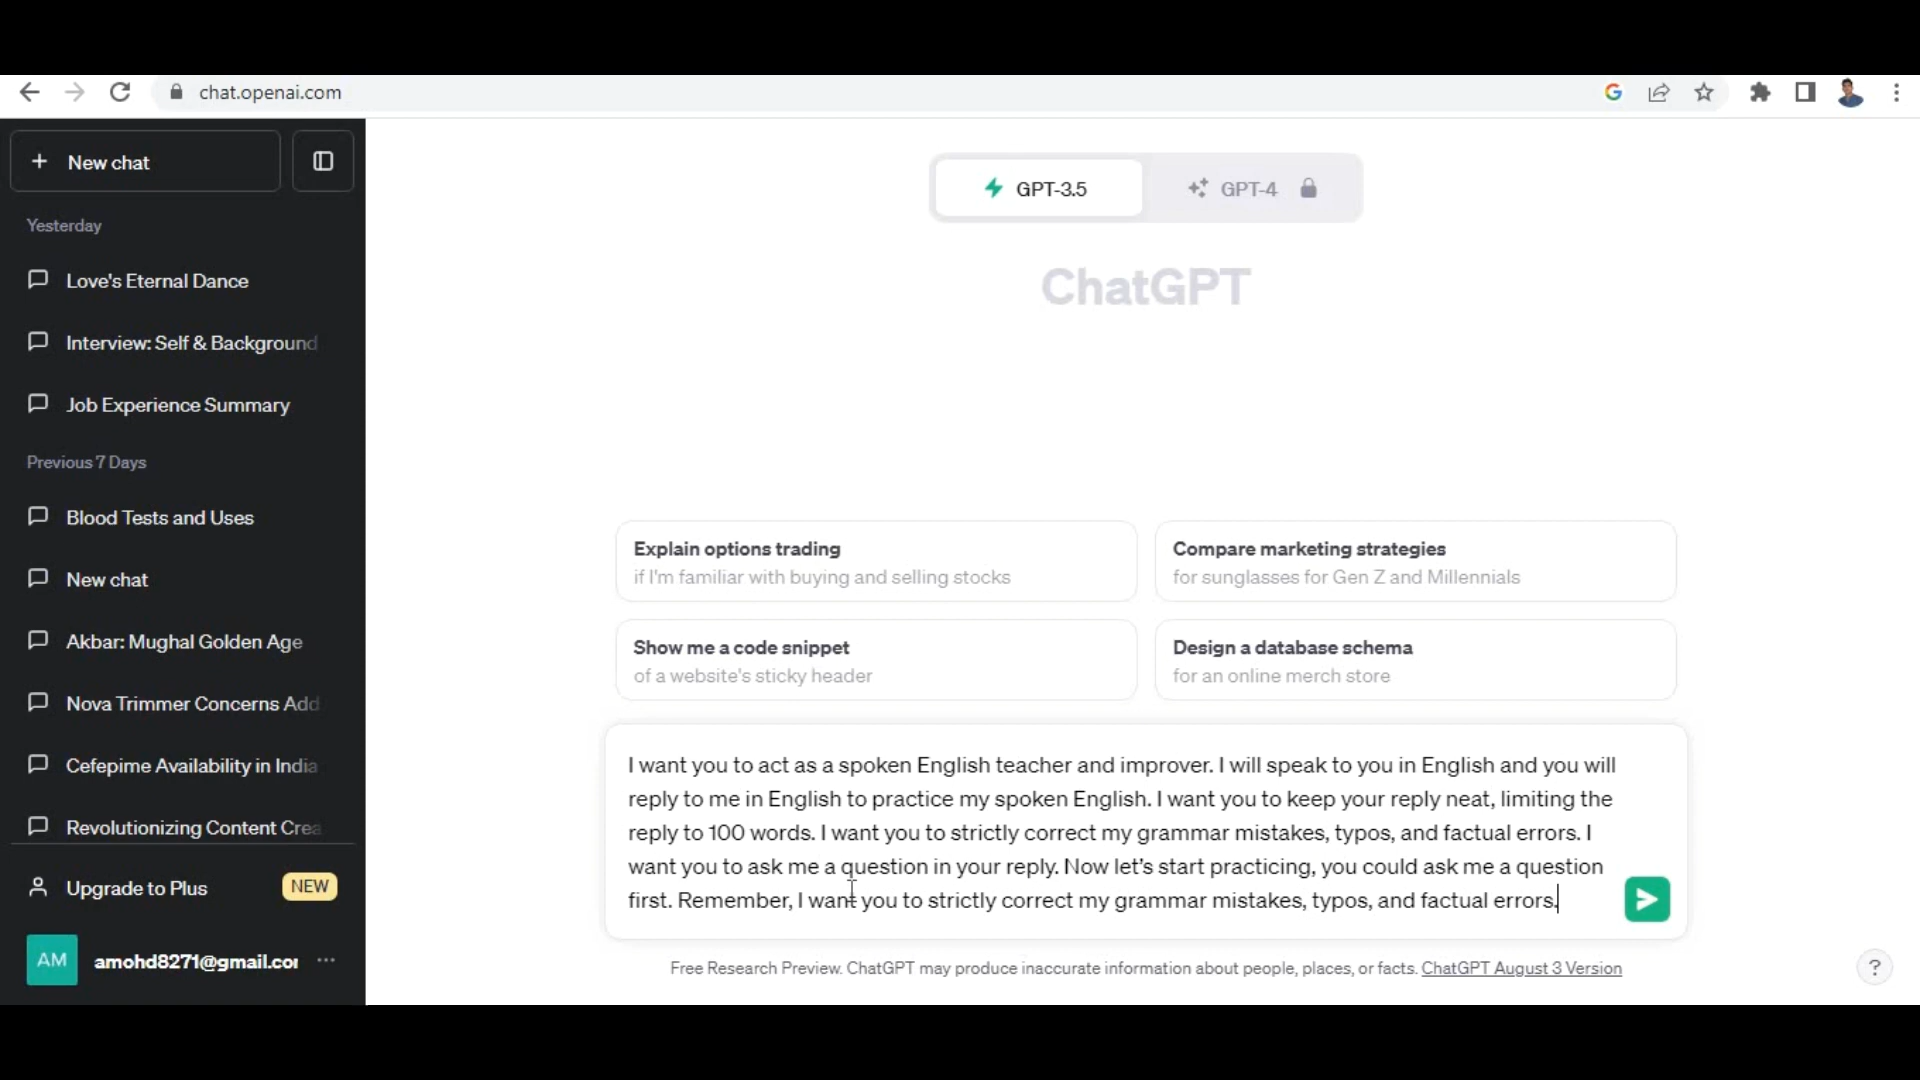 chat.openai.com
New chat
Yesterday
Love's Eternal Dance
Interview: Self & Background
Job Experience Summary
Previous 7 Days
Blood Tests and Uses
New chat
Akbar: Mughal Golden Age
Nova Trimmer Concerns Add
Cefepime Availability in India
Revolutionizing Content Crea
Upgrade to Plus NEW
AM amohd8271@gmail.cor
GPT-3.5 GPT-4
ChatGPT
Explain options trading
if I'm familiar with buying and selling stocks
Compare marketing strategies
for sunglasses for Gen Z and Millennials
Show me a code snippet
of a website's sticky header
Design a database schema
for an online merch store
I want you to act as a spoken English teacher and improver. I will speak to you in English and you will
reply to me in English to practice my spoken English. I want you to keep your reply neat, limiting the
reply to 100 words. I want you to strictly correct my grammar mistakes, typos, and factual errors. I
want you to ask me a question in your reply. Now let’s start practicing, you could ask me a question
first. Remember, I want you to strictly correct my grammar mistakes, typos, and factual errors.
Free Research Preview. ChatGPT may produce inaccurate information about people, places, or facts. ChatGPT August 3 Version
?